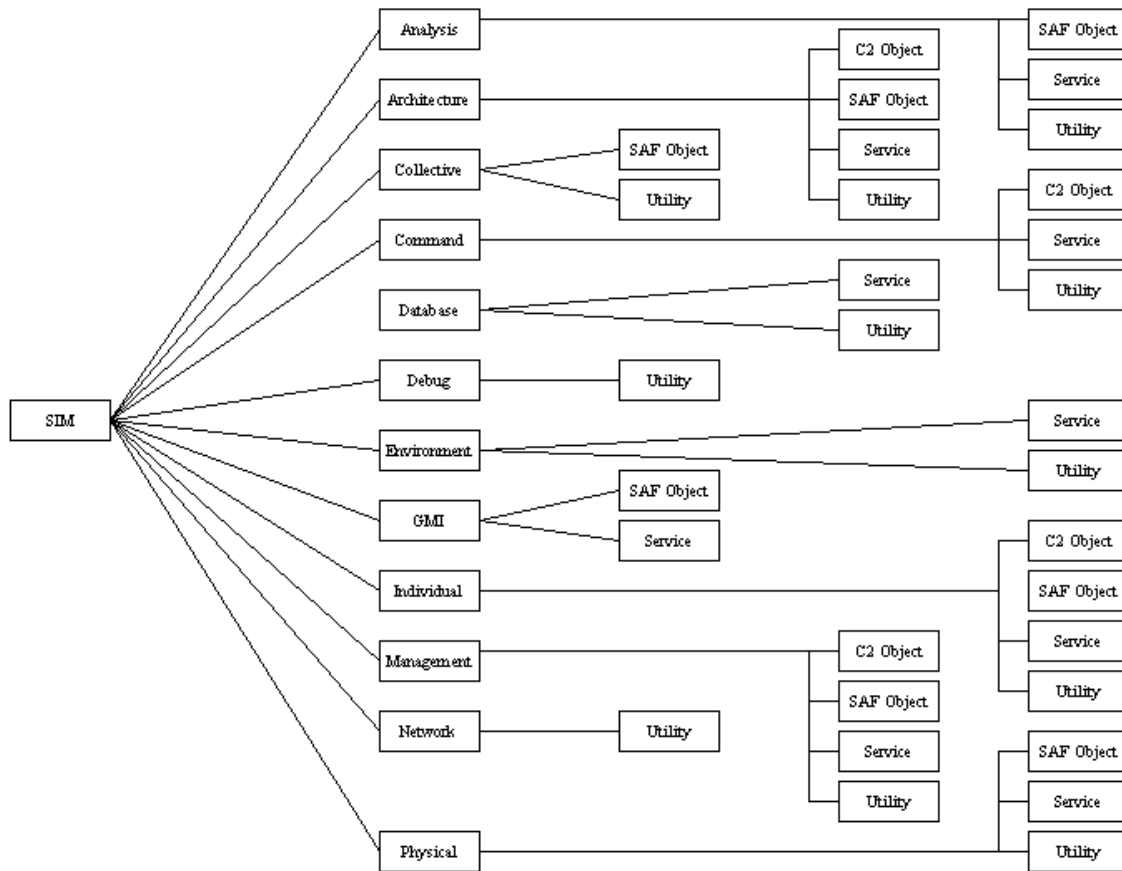 SIM
Analysis
SAF Object
Service
Utility
Architecture
C2 Object
SAF Object
Service
Utility
Collective
SAF Object
Utility
Command
C2 Object
Service
Utility
Database
Service
Utility
Debug
Utility
Environment
Service
Utility
GMI
SAF Object
Service
Individual
C2 Object
SAF Object
Service
Utility
Management
C2 Object
SAF Object
Service
Utility
Network
Utility
Physical
SAF Object
Service
Utility